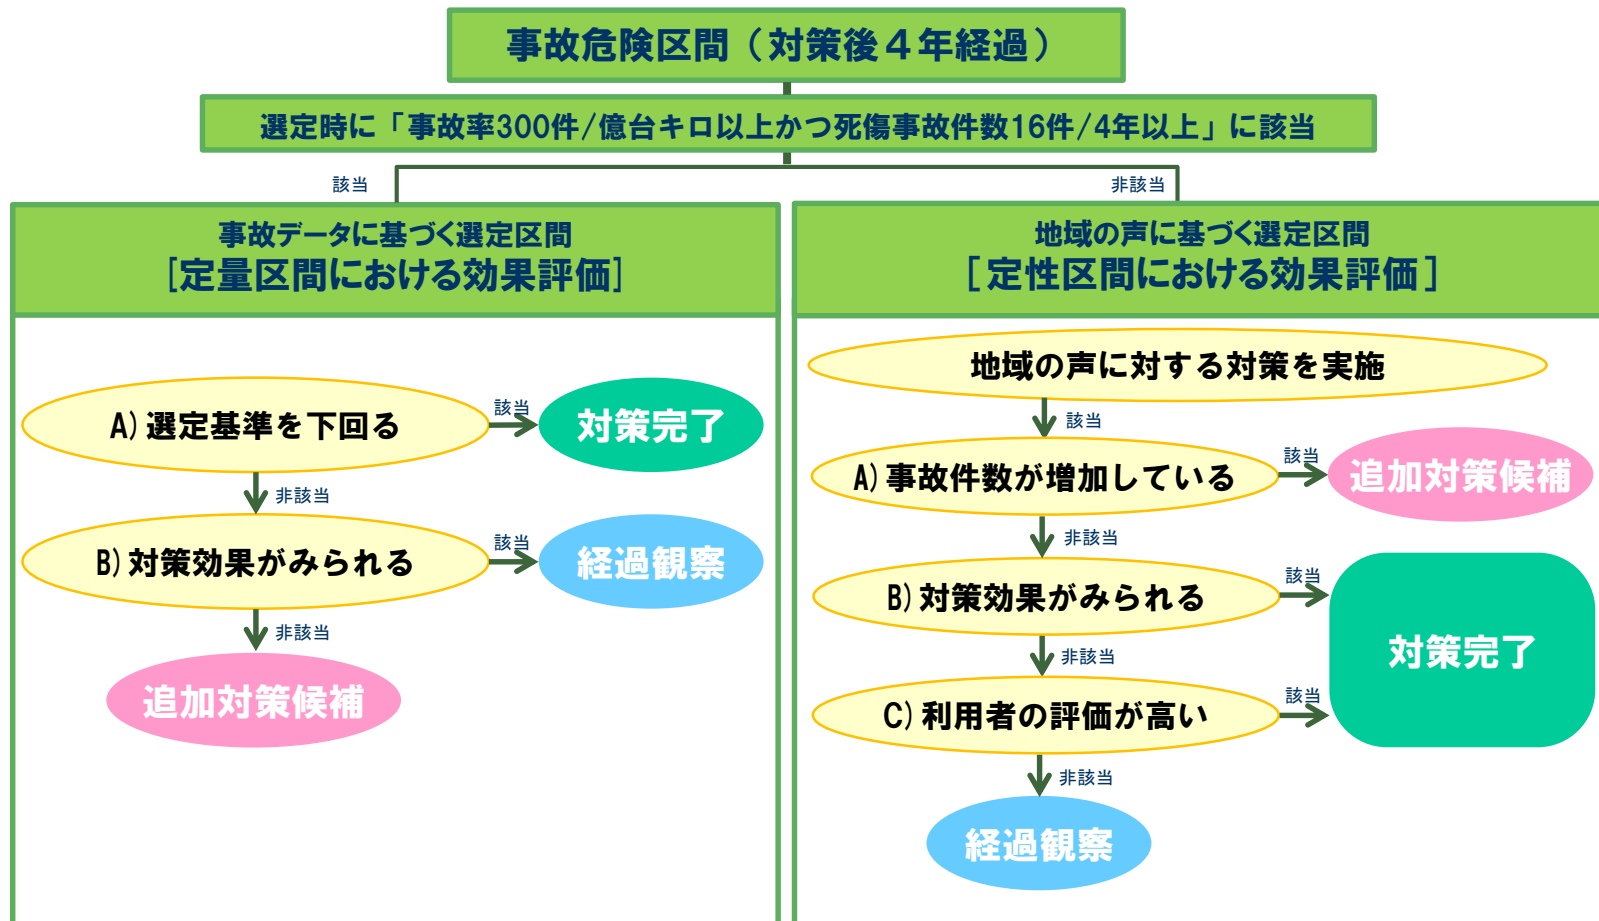 事故危険区間（対策後４年経過）
選定時に「事故率300件/億台キロ以上かつ死傷事故件数16件/4年以上」に該当
該当
非該当
事故データに基づく選定区間
[定量区間における効果評価]
A)選定基準を下回る
該当
対策完了
非該当
B)対策効果がみられる
該当
経過観察
非該当
追加対策候補
地域の声に基づく選定区間
[定性区間における効果評価]
地域の声に対する対策を実施
該当
A)事故件数が増加している
該当
追加対策候補
非該当
B)対策効果がみられる
該当
対策完了
非該当
C)利用者の評価が高い
該当
非該当
経過観察